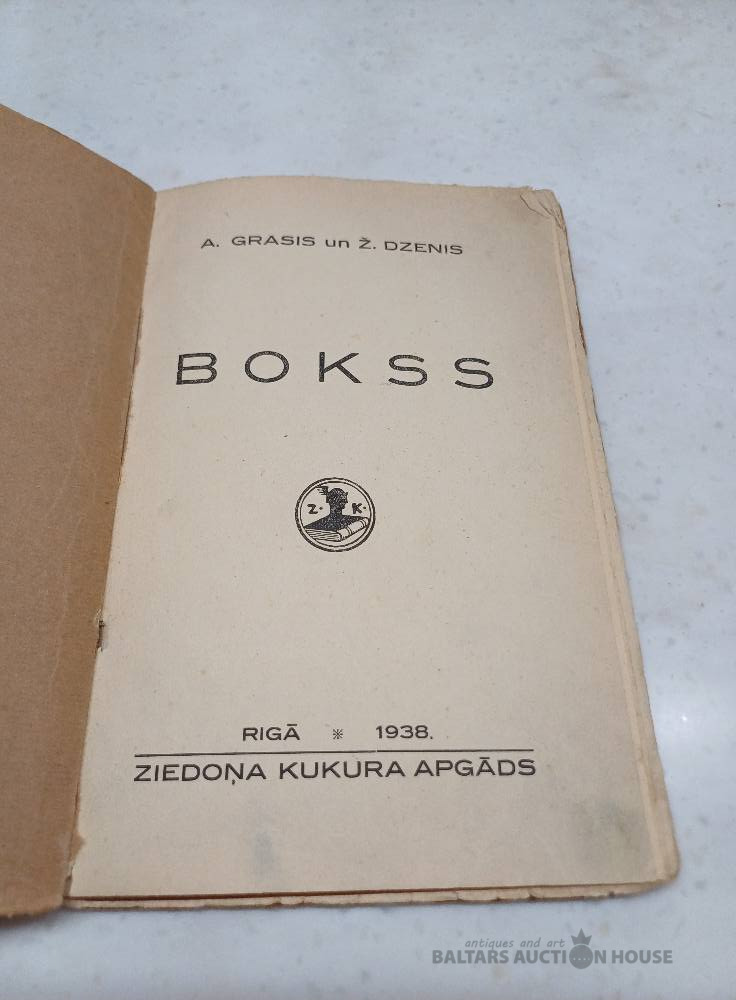 A. GRASIS un Ž. DZENIS
BOKSS
Z. K.
RIGĀ ※ 1938.
ZIEDOŅA KUKURA APGĀDS
antiques and art
BALTARS AUCTION HOUSE